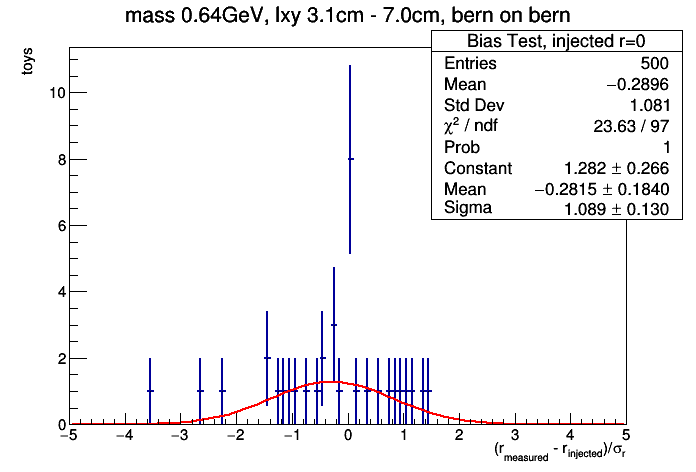 mass 0.64GeV, lxy 3.1cm - 7.0cm, bern on bern
Bias Test, injected r=0
Entries 500
Mean −0.2896
Std Dev 1.081
χ² / ndf 23.63 / 97
Prob 1
Constant 1.282 ± 0.266
Mean −0.2815 ± 0.1840
Sigma 1.089 ± 0.130
toys
10
8
6
4
2
0
−5 −4 −3 −2 −1 0 1 2 3 4 5
(r_measured - r_injected)/σ_r